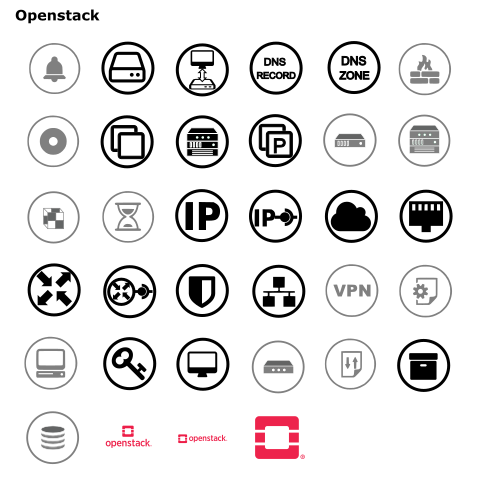 Openstack
DNS
RECORD
DNS
ZONE
P
IP
IP
VPN
openstack.
openstack.
®